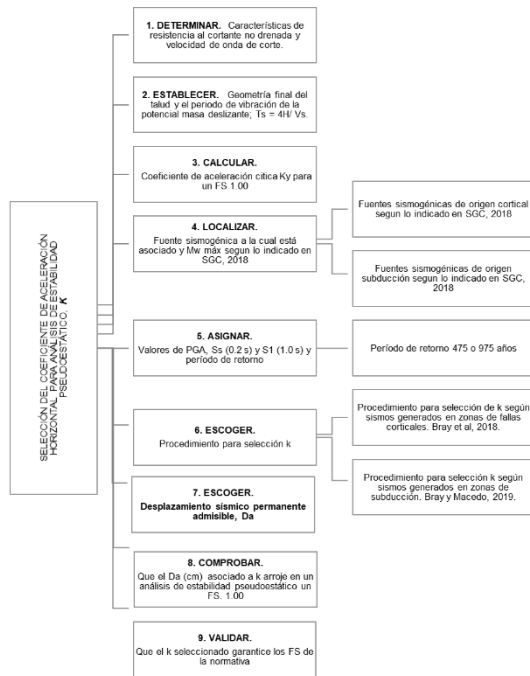 SELECCIÓN DEL COEFICIENTE DE ACELERACIÓN
HORIZONTAL PARA ANÁLISIS DE ESTABILIDAD
PSEUDOESTÁTICO. K
1. DETERMINAR. Características de
resistencia al cortante no drenada y
velocidad de onda de corte.
2. ESTABLECER. Geometría final del
talud y el periodo de vibración de la
potencial masa deslizante; Ts = 4H/ Vs.
3. CALCULAR.
Coeficiente de aceleración citica Ky para
un FS 1.00
4. LOCALIZAR.
Fuente sismogénica a la cual está
asociado y Mw máx segun lo indicado en
SGC, 2018
Fuentes sismogénicas de origen cortical
segun lo indicado en SGC, 2018
Fuentes sismogénicas de origen
subducción segun lo indicado en SGC,
2018
5. ASIGNAR.
Valores de PGA, Ss (0.2 s) y S1 (1.0 s) y
período de retorno
Período de retorno 475 o 975 años
6. ESCOGER.
Procedimiento para selección k
Procedimiento para selección de k según
sismos generados en zonas de fallas
corticales. Bray et al, 2018.
Procedimiento para selección k según
sismos generados en zonas de
subducción. Bray y Macedo, 2019.
7. ESCOGER.
Desplazamiento sísmico permanente
admisible, Da
8. COMPROBAR.
Que el Da (cm) asociado a k arroje en un
análisis de estabilidad pseudoestático un
FS. 1.00
9. VALIDAR.
Que el k seleccionado garantice los FS de
la normativa